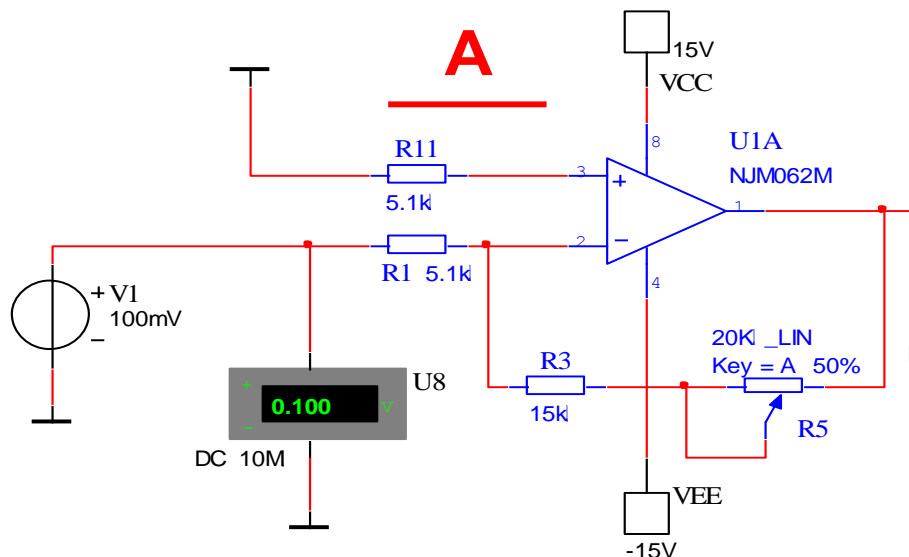 A
15V
VCC
8
U1A
NJM062M
R11
3
+
1
5.1k
2
−
R1 5.1k
4
+ V1
100mV
−
20K _LIN
Key = A 50%
R3
15k
R5
U8
+
0.100 V
−
DC 10M
VEE
-15V